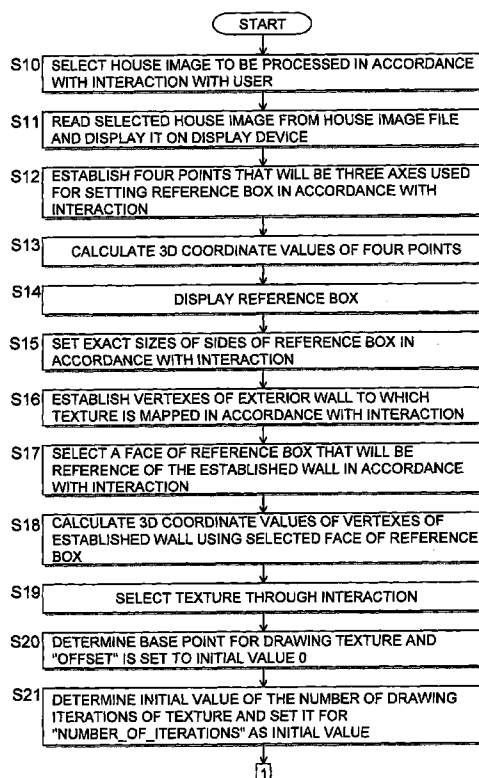 START
S10
SELECT HOUSE IMAGE TO BE PROCESSED IN ACCORDANCE
WITH INTERACTION WITH USER
S11
READ SELECTED HOUSE IMAGE FROM HOUSE IMAGE FILE
AND DISPLAY IT ON DISPLAY DEVICE
S12
ESTABLISH FOUR POINTS THAT WILL BE THREE AXES USED
FOR SETTING REFERENCE BOX IN ACCORDANCE WITH
INTERACTION
S13
CALCULATE 3D COORDINATE VALUES OF FOUR POINTS
S14
DISPLAY REFERENCE BOX
S15
SET EXACT SIZES OF SIDES OF REFERENCE BOX IN
ACCORDANCE WITH INTERACTION
S16
ESTABLISH VERTEXES OF EXTERIOR WALL TO WHICH
TEXTURE IS MAPPED IN ACCORDANCE WITH INTERACTION
S17
SELECT A FACE OF REFERENCE BOX THAT WILL BE
REFERENCE OF THE ESTABLISHED WALL IN ACCORDANCE
WITH INTERACTION
S18
CALCULATE 3D COORDINATE VALUES OF VERTEXES OF
ESTABLISHED WALL USING SELECTED FACE OF REFERENCE
BOX
S19
SELECT TEXTURE THROUGH INTERACTION
S20
DETERMINE BASE POINT FOR DRAWING TEXTURE AND
"OFFSET" IS SET TO INITIAL VALUE 0
S21
DETERMINE INITIAL VALUE OF THE NUMBER OF DRAWING
ITERATIONS OF TEXTURE AND SET IT FOR
"NUMBER_OF_ITERATIONS" AS INITIAL VALUE
1